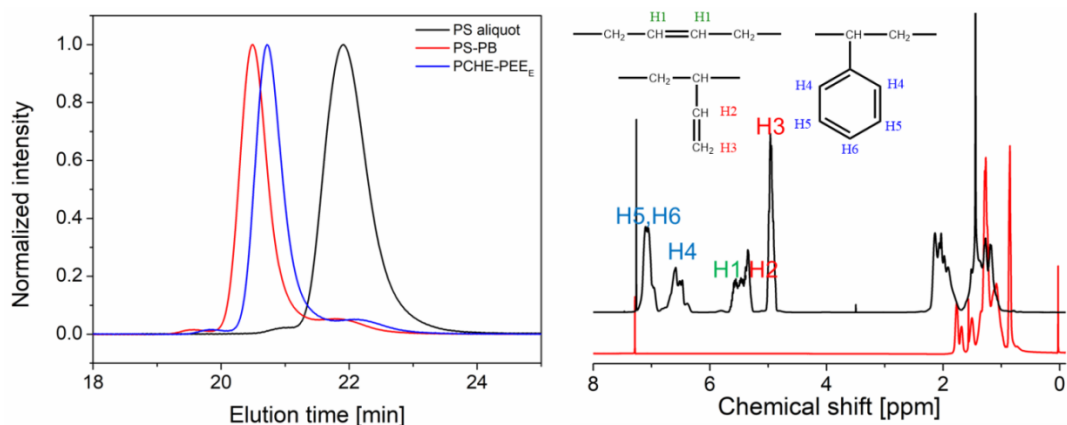 PS aliquot
PS-PB
PCHE-PEE_E
1.0
0.8
0.6
0.4
0.2
0.0
Normalized intensity
18 20 22 24
Elution time [min]
H1 H1
CH₂—CH=CH—CH₂
CH₂—CH
CH H2
CH₂ H3
CH—CH₂
H4 H4
H5 H5
H6
H3
H5,H6
H4
H1 H2
8 6 4 2 0
Chemical shift [ppm]